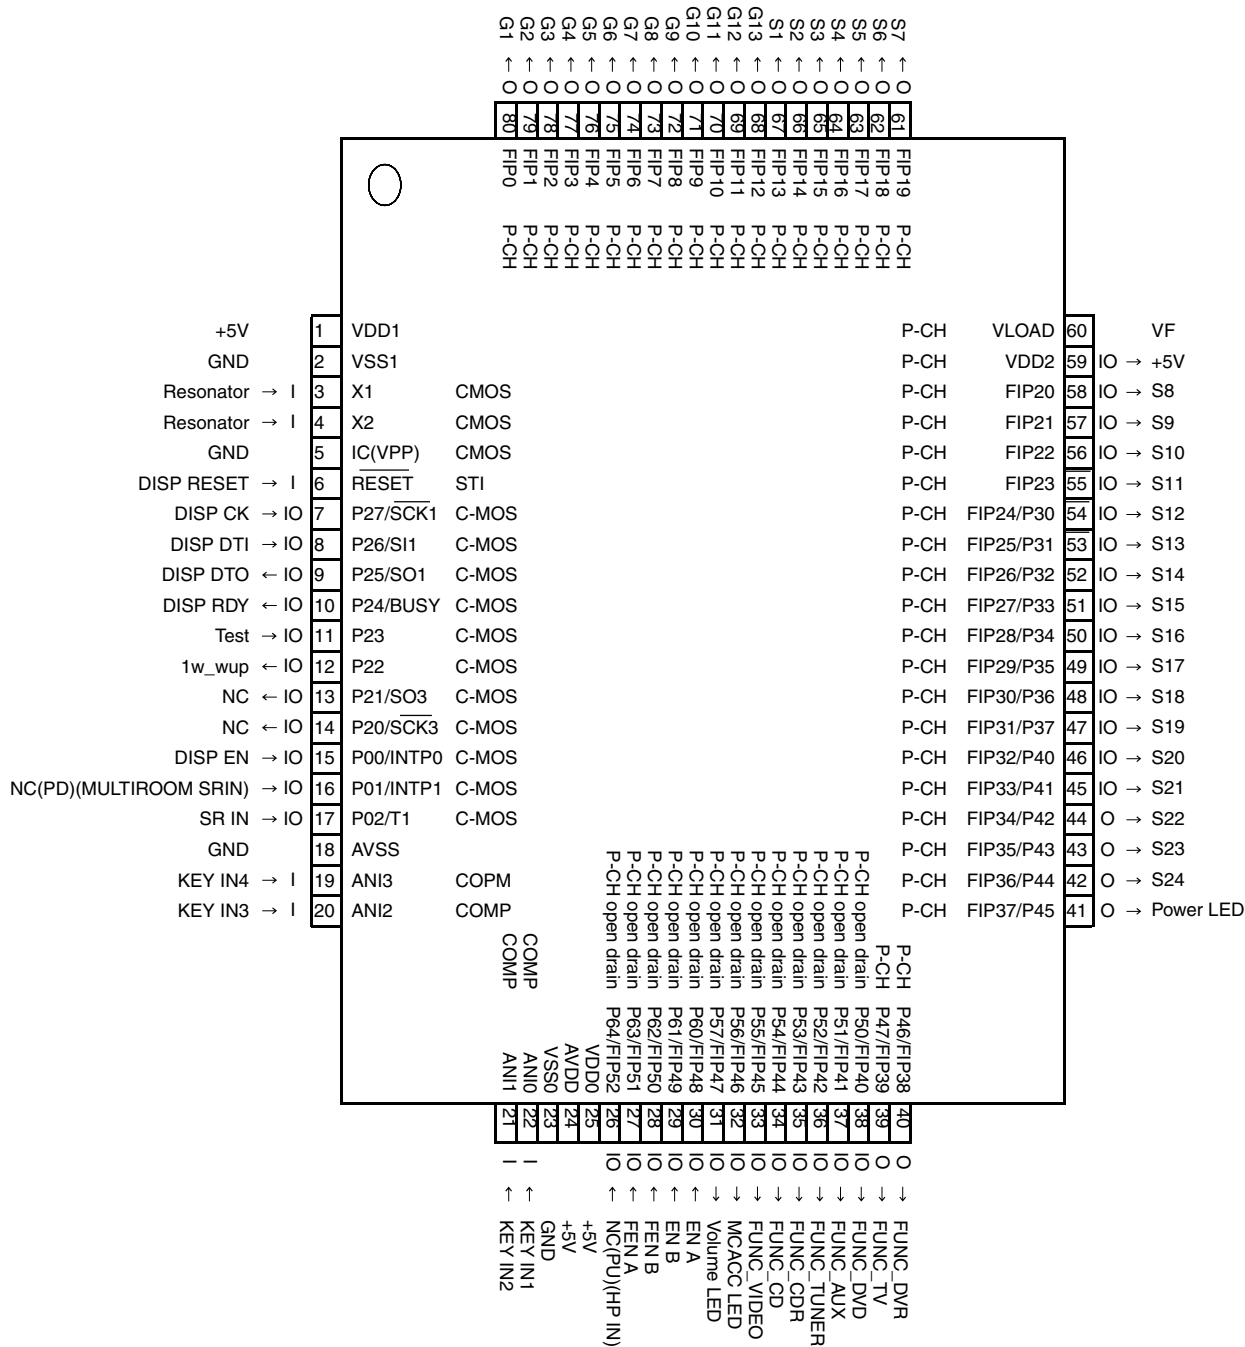 G1 ← O 80 FIP0 P-CH
G2 ← O 79 FIP1 P-CH
G3 ← O 78 FIP2 P-CH
G4 ← O 77 FIP3 P-CH
G5 ← O 76 FIP4 P-CH
G6 ← O 75 FIP5 P-CH
G7 ← O 74 FIP6 P-CH
G8 ← O 73 FIP7 P-CH
G9 ← O 72 FIP8 P-CH
G10 ← O 71 FIP9 P-CH
G11 ← O 70 FIP10 P-CH
G12 ← O 69 FIP11 P-CH
G13 ← O 68 FIP12 P-CH
S1 ← O 67 FIP13 P-CH
S2 ← O 66 FIP14 P-CH
S3 ← O 65 FIP15 P-CH
S4 ← O 64 FIP16 P-CH
S5 ← O 63 FIP17 P-CH
S6 ← O 62 FIP18 P-CH
S7 ← O 61 FIP19 P-CH
+5V 1 VDD1
GND 2 VSS1
Resonator → I 3 X1 CMOS
Resonator → I 4 X2 CMOS
GND 5 IC(VPP) CMOS
DISP RESET → I 6 RESET STI
DISP CK → IO 7 P27/SCK1 C-MOS
DISP DTI → IO 8 P26/SI1 C-MOS
DISP DTO ← IO 9 P25/SO1 C-MOS
DISP RDY ← IO 10 P24/BUSY C-MOS
Test → IO 11 P23 C-MOS
1w_wup ← IO 12 P22 C-MOS
NC ← IO 13 P21/SO3 C-MOS
NC ← IO 14 P20/SCK3 C-MOS
DISP EN → IO 15 P00/INTP0 C-MOS
NC(PD)(MULTIROOM SRIN) → IO 16 P01/INTP1 C-MOS
SR IN → IO 17 P02/T1 C-MOS
GND 18 AVSS
KEY IN4 → I 19 ANI3 COPM
KEY IN3 → I 20 ANI2 COMP
P-CH VLOAD 60 VF
P-CH VDD2 59 IO → +5V
P-CH FIP20 58 IO → S8
P-CH FIP21 57 IO → S9
P-CH FIP22 56 IO → S10
P-CH FIP23 55 IO → S11
P-CH FIP24/P30 54 IO → S12
P-CH FIP25/P31 53 IO → S13
P-CH FIP26/P32 52 IO → S14
P-CH FIP27/P33 51 IO → S15
P-CH FIP28/P34 50 IO → S16
P-CH FIP29/P35 49 IO → S17
P-CH FIP30/P36 48 IO → S18
P-CH FIP31/P37 47 IO → S19
P-CH FIP32/P40 46 IO → S20
P-CH FIP33/P41 45 IO → S21
P-CH FIP34/P42 44 O → S22
P-CH FIP35/P43 43 O → S23
P-CH FIP36/P44 42 O → S24
P-CH FIP37/P45 41 O → Power LED
COMP ANI1 21 I ← KEY IN2
COMP ANI0 22 I ← KEY IN1
VSS0 23 GND
AVDD 24 +5V
VDD0 25 +5V
P-CH open drain P64/FIP52 26 IO ← NC(PU)(HP IN)
P-CH open drain P63/FIP51 27 IO ← FEN A
P-CH open drain P62/FIP50 28 IO ← FEN B
P-CH open drain P61/FIP49 29 IO ← EN B
P-CH open drain P60/FIP48 30 IO ← EN A
P-CH open drain P57/FIP47 31 IO → Volume LED
P-CH open drain P56/FIP46 32 IO → MCACC LED
P-CH open drain P55/FIP45 33 IO → FUNC_VIDEO
P-CH open drain P54/FIP44 34 IO → FUNC_CD
P-CH open drain P53/FIP43 35 IO → FUNC_CDR
P-CH open drain P52/FIP42 36 IO → FUNC_TUNER
P-CH open drain P51/FIP41 37 IO → FUNC_AUX
P-CH open drain P50/FIP40 38 IO → FUNC_DVD
P-CH P47/FIP39 39 O → FUNC_TV
P-CH P46/FIP38 40 O → FUNC_DVR